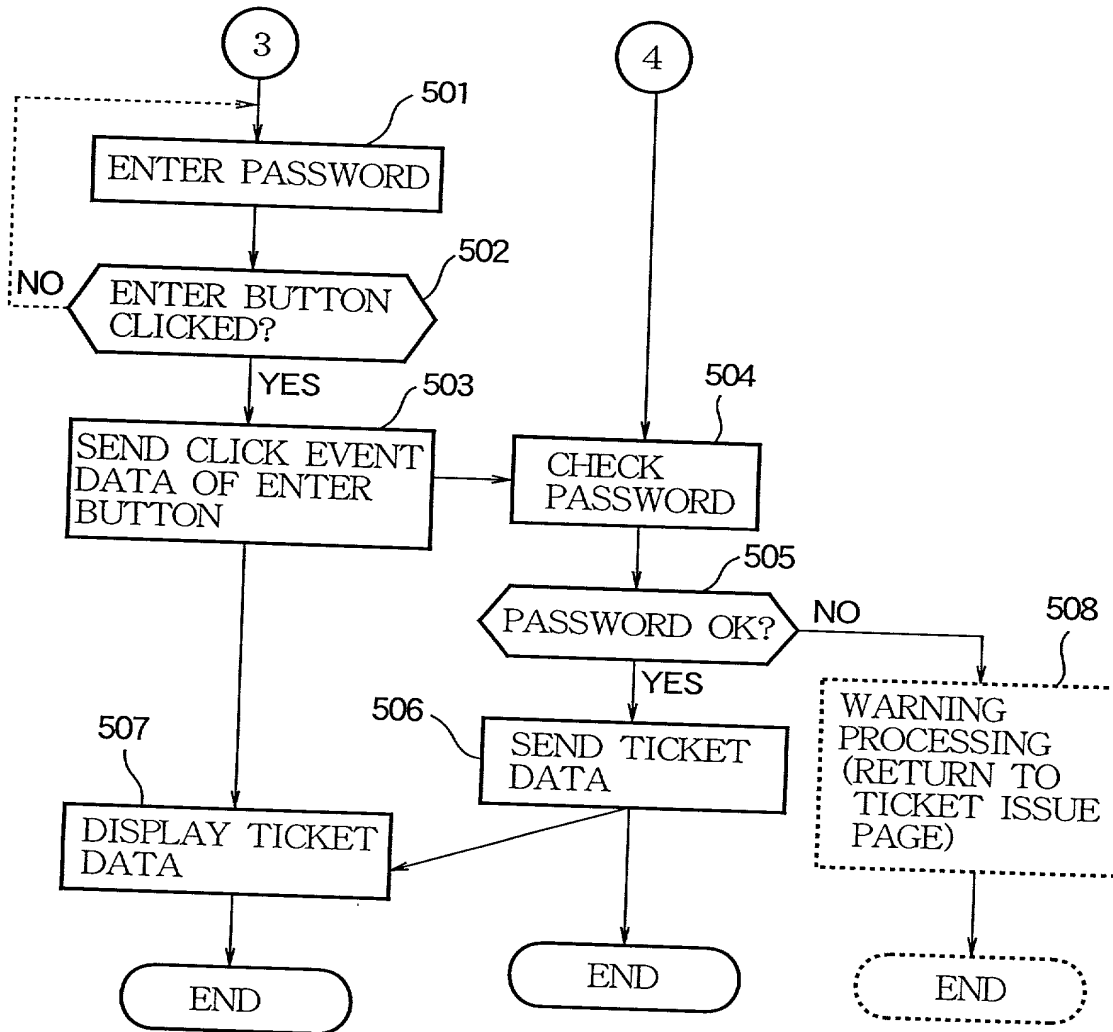 3
4
501
ENTER PASSWORD
502
NO
ENTER BUTTON
CLICKED?
YES
503
504
SEND CLICK EVENT
DATA OF ENTER
BUTTON
CHECK
PASSWORD
505
PASSWORD OK?
NO
508
YES
506
SEND TICKET
DATA
WARNING
PROCESSING
(RETURN TO
TICKET ISSUE
PAGE)
507
DISPLAY TICKET
DATA
END
END
END